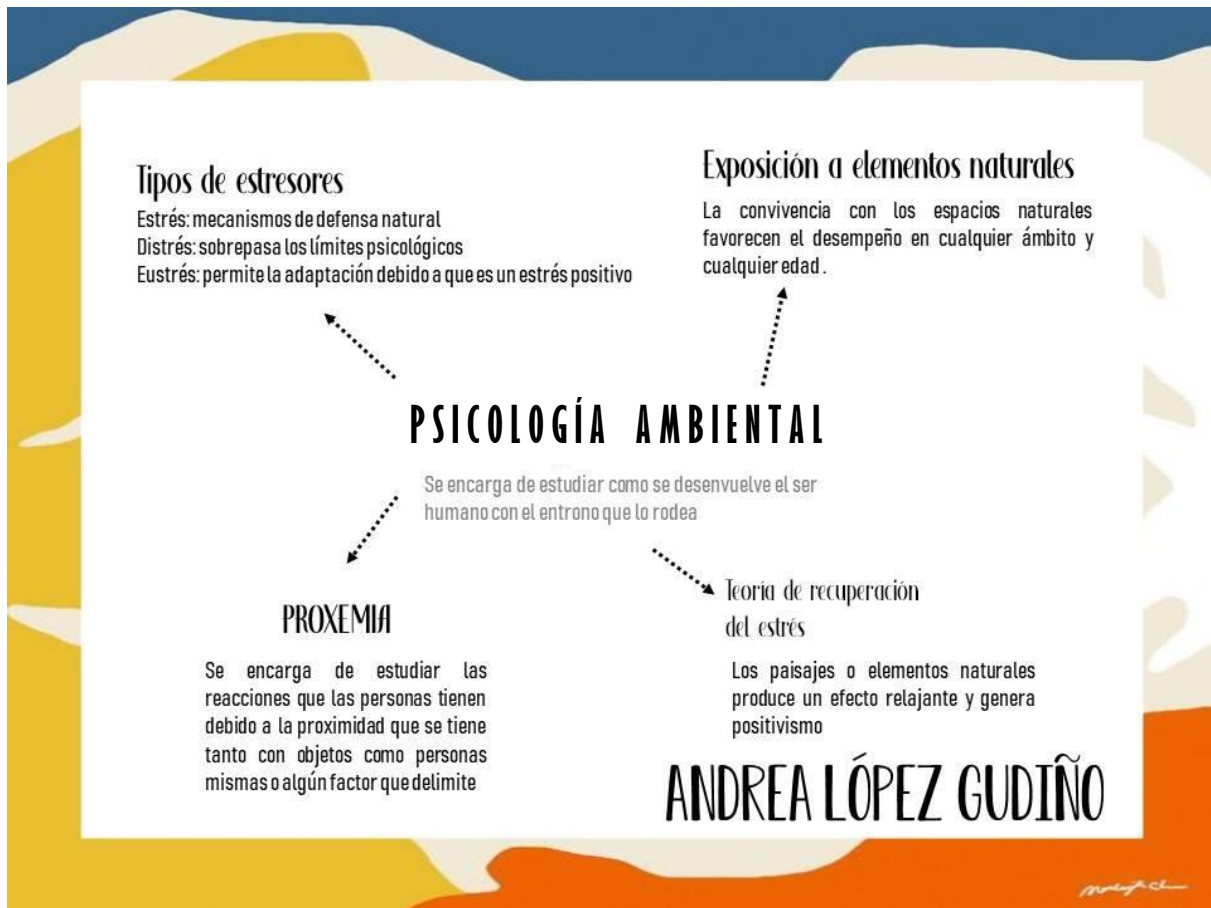 Tipos de estresores
Estrés: mecanismos de defensa natural
Distrés: sobrepasa los límites psicológicos
Eustrés: permite la adaptación debido a que es un estrés positivo
Exposición a elementos naturales
La convivencia con los espacios naturales
favorecen el desempeño en cualquier ámbito y
cualquier edad.
PSICOLOGÍA AMBIENTAL
Se encarga de estudiar como se desenvuelve el ser
humano con el entrono que lo rodea
PROXEMIA
Se encarga de estudiar las
reacciones que las personas tienen
debido a la proximidad que se tiene
tanto con objetos como personas
mismas o algún factor que delimite
Teoría de recuperación
del estrés
Los paisajes o elementos naturales
produce un efecto relajante y genera
positivismo
ANDREA LÓPEZ GUDIÑO